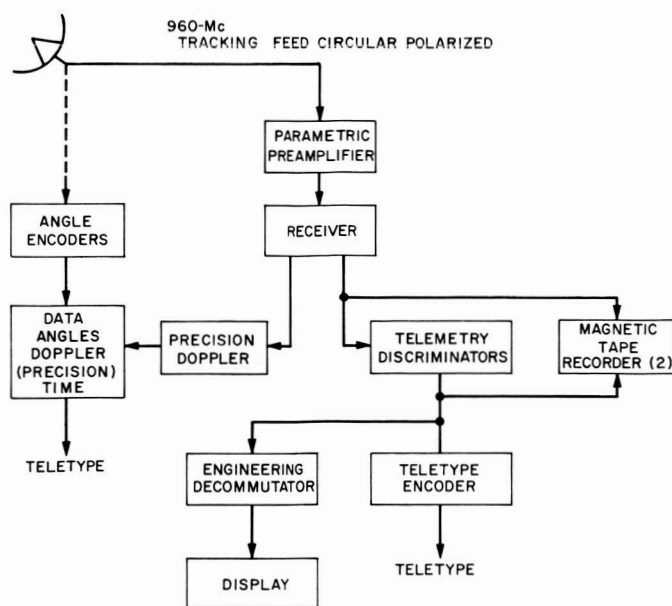 960-Mc
TRACKING FEED CIRCULAR POLARIZED
PARAMETRIC
PREAMPLIFIER
ANGLE
ENCODERS
RECEIVER
DATA
ANGLES
DOPPLER
(PRECISION)
TIME
PRECISION
DOPPLER
TELEMETRY
DISCRIMINATORS
MAGNETIC
TAPE
RECORDER (2)
TELETYPE
ENGINEERING
DECOMMUTATOR
TELETYPE
ENCODER
DISPLAY
TELETYPE